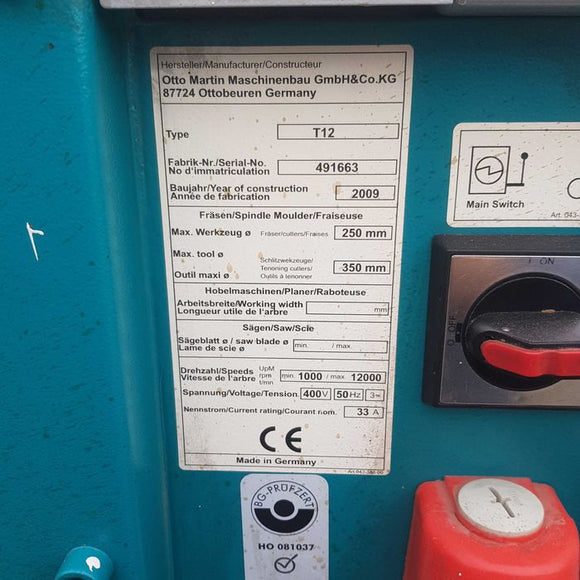 Hersteller/Manufacturer/Constructeur
Otto Martin Maschinenbau GmbH&Co.KG
87724 Ottobeuren Germany
Type T12
Fabrik-Nr./Serial-No.
No d'immatriculation 491663
Baujahr/Year of construction
Année de fabrication 2009
Fräsen/Spindle Moulder/Fraiseuse
Max. Werkzeug ø Fräser/cutters/Fraises 250 mm
Max. tool ø
Outil maxi ø
Schlitzwekzeuge/
Tenoning cutters/
Outils à tenonner
350 mm
Hobelmaschinen/Planer/Raboteuse
Arbeitsbreite/Working width
Longueur utile de l'arbre mm
Sägen/Saw/Scie
Sägeblatt ø / saw blade ø
Lame de scie ø min. / max.
Drehzahl/Speeds
Vitesse de l'arbre
UpM
rpm
t/min
min. 1000 / max 12000
Spannung/Voltage/Tension 400V 50Hz 3~
Nennstrom/Current rating/Courant nom. 33 A
CE
Made in Germany
BG-PRÜFZERT
HO 081037
Main Switch
Art. 643-
I ON
0 OFF